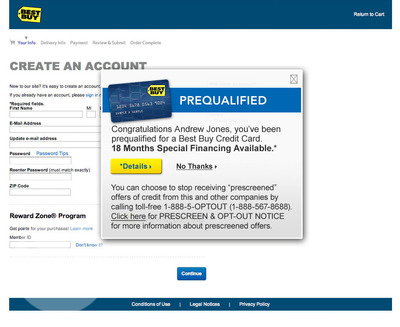 BEST BUY
Return to Cart
Your Info Delivery Info Payment Review & Submit Order Complete
CREATE AN ACCOUNT
New to our site? It's easy to create an account,
If you already have an account, please sign in
*Required fields.
First Name MI
E-Mail Address
Update e-mail address
Password Password Tips
Reenter Password (must match exactly)
ZIP Code
Reward Zone® Program
Get points for your purchases! Learn more
Member ID
Don't know it?
Continue
BEST BUY
PREQUALIFIED
Congratulations Andrew Jones, you've been
prequalified for a Best Buy Credit Card.
18 Months Special Financing Available.*
*Details ›
No Thanks ›
You can choose to stop receiving "prescreened"
offers of credit from this and other companies by
calling toll-free 1-888-5-OPTOUT (1-888-567-8688).
Click here for PRESCREEN & OPT-OUT NOTICE
for more information about prescreened offers.
Conditions of Use | Legal Notices | Privacy Policy